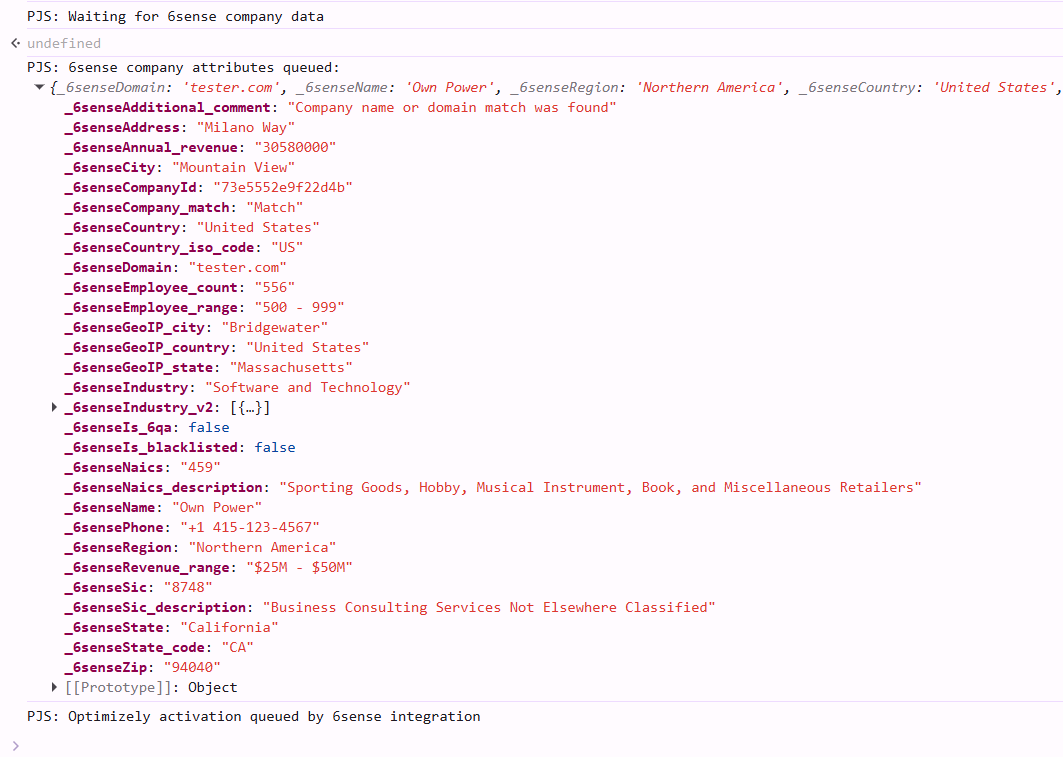 PJS: Waiting for 6sense company data
undefined
PJS: 6sense company attributes queued:
{_6senseDomain: 'tester.com', _6senseName: 'Own Power', _6senseRegion: 'Northern America', _6senseCountry: 'United States',
_6senseAdditional_comment: "Company name or domain match was found"
_6senseAddress: "Milano Way"
_6senseAnnual_revenue: "30580000"
_6senseCity: "Mountain View"
_6senseCompanyId: "73e5552e9f22d4b"
_6senseCompany_match: "Match"
_6senseCountry: "United States"
_6senseCountry_iso_code: "US"
_6senseDomain: "tester.com"
_6senseEmployee_count: "556"
_6senseEmployee_range: "500 - 999"
_6senseGeoIP_city: "Bridgewater"
_6senseGeoIP_country: "United States"
_6senseGeoIP_state: "Massachusetts"
_6senseIndustry: "Software and Technology"
_6senseIndustry_v2: [{…}]
_6senseIs_6qa: false
_6senseIs_blacklisted: false
_6senseNaics: "459"
_6senseNaics_description: "Sporting Goods, Hobby, Musical Instrument, Book, and Miscellaneous Retailers"
_6senseName: "Own Power"
_6sensePhone: "+1 415-123-4567"
_6senseRegion: "Northern America"
_6senseRevenue_range: "$25M - $50M"
_6senseSic: "8748"
_6senseSic_description: "Business Consulting Services Not Elsewhere Classified"
_6senseState: "California"
_6senseState_code: "CA"
_6senseZip: "94040"
[[Prototype]]: Object
PJS: Optimizely activation queued by 6sense integration